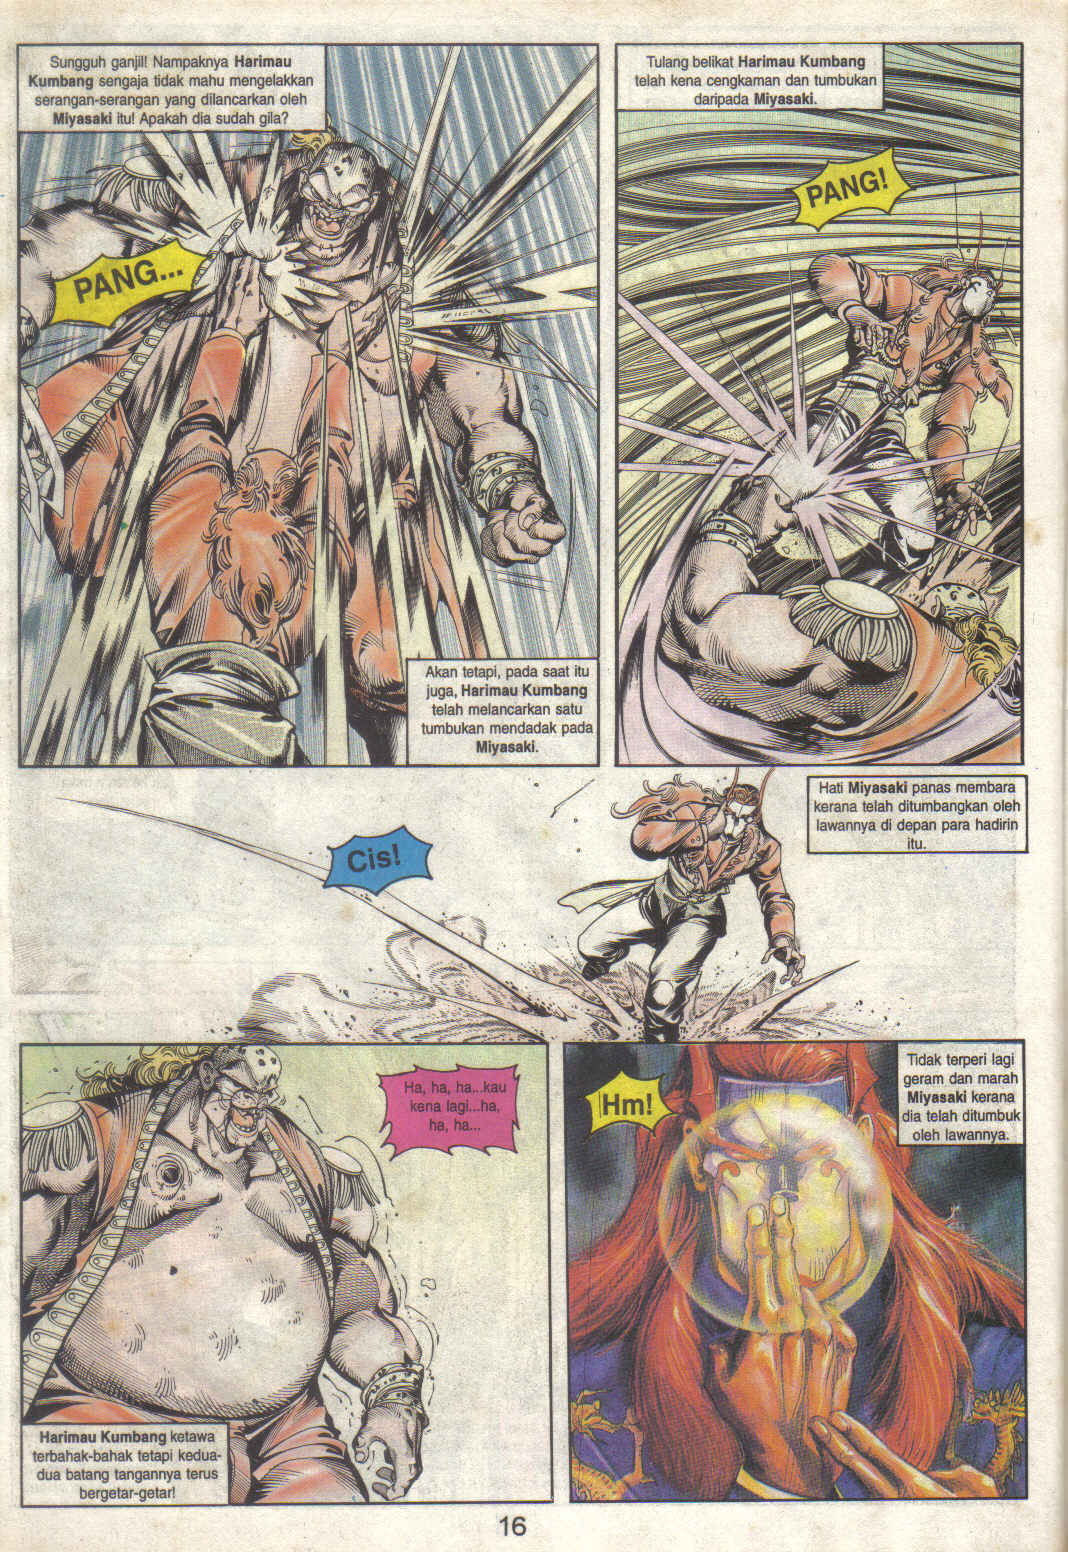 Sungguh ganjil! Nampaknya Harimau
Kumbang sengaja tidak mahu mengelakkan
serangan-serangan yang dilancarkan oleh
Miyasaki itu! Apakah dia sudah gila?
PANG...
Akan tetapi, pada saat itu
juga, Harimau Kumbang
telah melancarkan satu
tumbukan mendadak pada
Miyasaki.
Tulang belikat Harimau Kumbang
telah kena cengkaman dan tumbukan
daripada Miyasaki.
PANG!
Hati Miyasaki panas membara
kerana telah ditumbangkan oleh
lawannya di depan para hadirin
itu.
Cis!
Ha, ha, ha...kau
kena lagi...ha,
ha, ha...
Harimau Kumbang ketawa
terbahak-bahak tetapi kedua-
dua batang tangannya terus
bergetar-getar!
Hm!
Tidak terperi lagi
geram dan marah
Miyasaki kerana
dia telah ditumbuk
oleh lawannya.
16